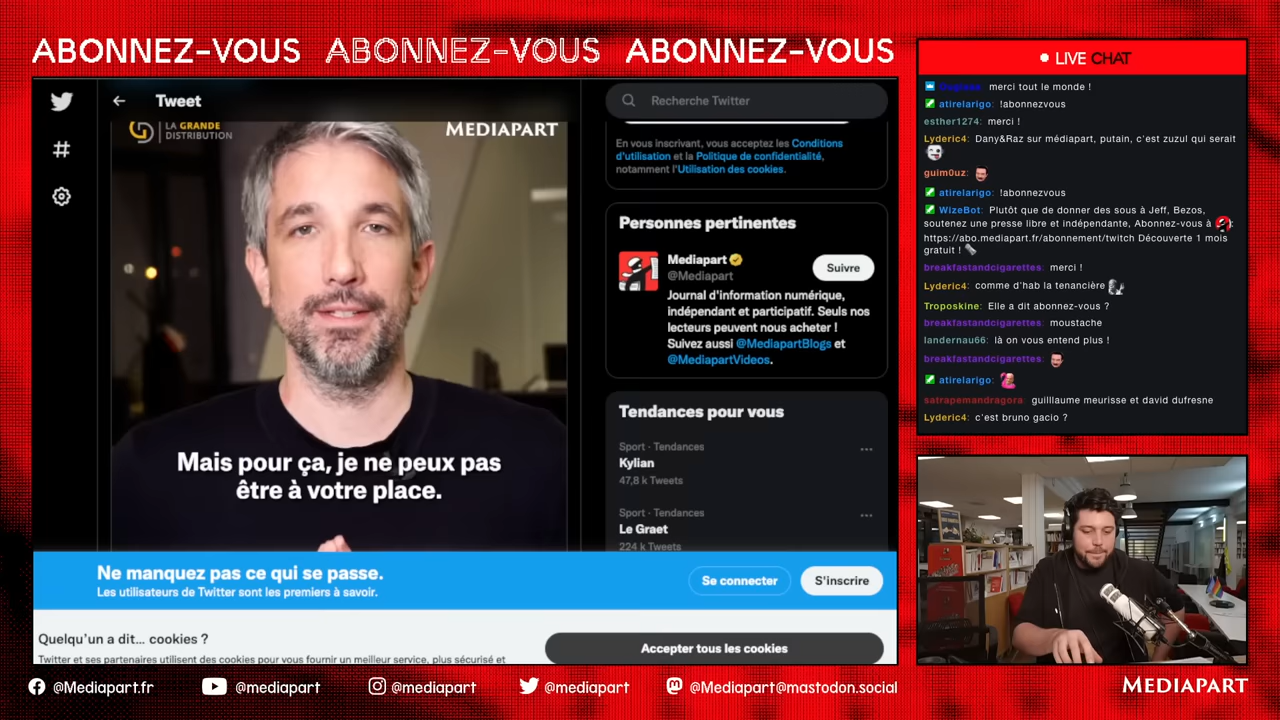 ABONNEZ-VOUS ABONNEZ-VOUS ABONNEZ-VOUS
Tweet
LA GRANDE
DISTRIBUTION
MEDIAPART
Mais pour ça, je ne peux pas
être à votre place.
Recherche Twitter
En vous inscrivant, vous acceptez les Conditions
d'utilisation et la Politique de confidentialité,
notamment l'Utilisation des cookies.
Personnes pertinentes
Mediapart
@Mediapart
Suivre
Journal d'information numérique,
indépendant et participatif. Seuls nos
lecteurs peuvent nous acheter !
Suivez aussi @MediapartBlogs et
@MediapartVideos.
Tendances pour vous
Sport · Tendances
Kylian
47,8 k Tweets
Sport · Tendances
Le Graet
224 k Tweets
Ne manquez pas ce qui se passe.
Les utilisateurs de Twitter sont les premiers à savoir.
Se connecter
S'inscrire
Quelqu'un a dit… cookies ?
Twitter et ses partenaires utilisent des cookies pour vous fournir un meilleur service, plus sécurisé et
Accepter tous les cookies
LIVE CHAT
merci tout le monde !
atirelarigo: !abonnezvous
esther1274: merci !
Lyderic4: Dany&Raz sur médiapart, putain, c'est zuzul qui serait
guim0uz:
atirelarigo: !abonnezvous
WizeBot: Plutôt que de donner des sous à Jeff, Bezos,
soutenez une presse libre et indépendante, Abonnez-vous à :
https://abo.mediapart.fr/abonnement/twitch Découverte 1 mois
gratuit !
breakfastandcigarettes: merci !
Lyderic4: comme d'hab la tenancière
Troposkine: Elle a dit abonnez-vous ?
breakfastandcigarettes: moustache
landernau66: là on vous entend plus !
breakfastandcigarettes:
atirelarigo:
satrapemandragora: guilllaume meurisse et david dufresne
Lyderic4: c'est bruno gacio ?
@Mediapart.fr
@mediapart
@mediapart
@mediapart
@Mediapart@mastodon.social
MEDIAPART